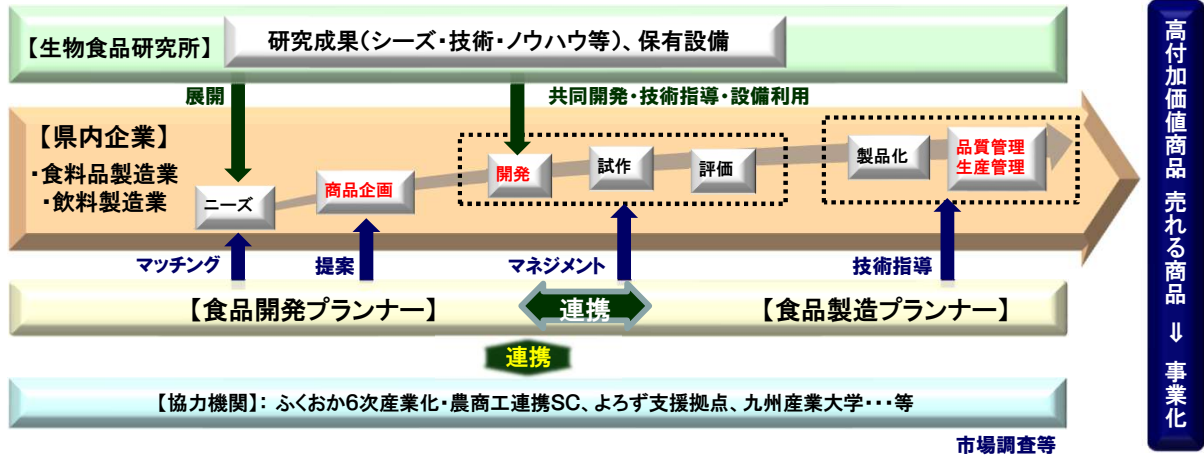 【生物食品研究所】
研究成果(シーズ・技術・ノウハウ等)、保有設備
展開
共同開発・技術指導・設備利用
【県内企業】
・食料品製造業
・飲料製造業
ニーズ
商品企画
開発
試作
評価
製品化
品質管理
生産管理
マッチング
提案
マネジメント
技術指導
【食品開発プランナー】
連携
【食品製造プランナー】
連携
【協力機関】: ふくおか6次産業化・農商工連携SC、よろず支援拠点、九州産業大学・・・等
市場調査等
高付加価値商品 売れる商品 ⇒ 事業化